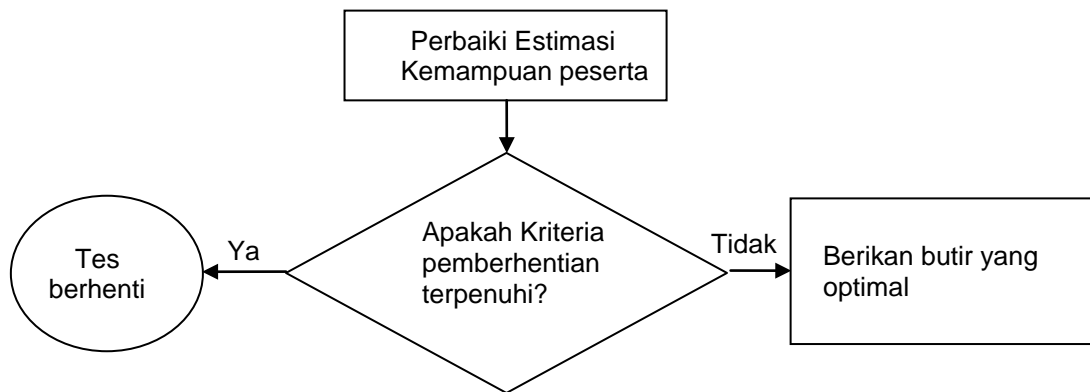 Perbaiki Estimasi
Kemampuan peserta
Apakah Kriteria
pemberhentian
terpenuhi?
Ya
Tes
berhenti
Tidak
Berikan butir yang
optimal